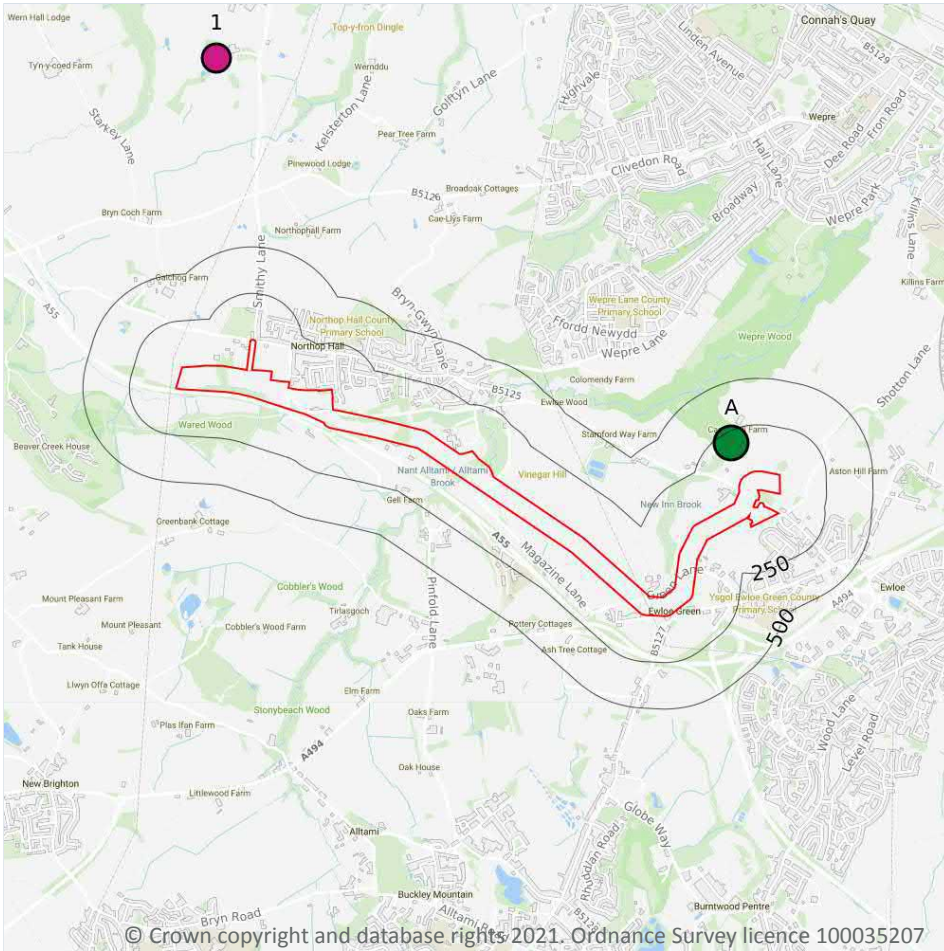 Wern Hall Lodge
1
Top-y-fron Dingle
Connah's Quay
Linden Avenue
B5129
Ty'n-y-coed Farm
Wernddu
Highvale
Golftyn Lane
Kelsterton Lane
Starkey Lane
Pear Tree Farm
Wepre
Fron Road
Dee Road
Pinewood Lodge
Clivedon Road
Hall Lane
B5126
Broadoak Cottages
Broadway
Wepre Park
Killins Lane
Bryn Coch Farm
Cae-Llys Farm
Northophall Farm
Smithy Lane
Galchog Farm
Killins Farm
A55
Bryn Gwyn Lane
Wepre Lane County
Primary School
Northop Hall County
Primary School
Ffordd Newydd
Northop Hall
Wepre Lane
Wepre Wood
Shotton Lane
Colomendy Farm
B5125
Ewloe Wood
A
Wared Wood
Stamford Way Farm
Farm
Beaver Creek House
Nant Alltami / Alltami
Brook
Vinegar Hill
Aston Hill Farm
Gell Farm
New Inn Brook
Greenbank Cottage
A55
Magazine Lane
250
Green Lane
Cobbler's Wood
Pinfold Lane
Ewloe
Mount Pleasant Farm
Tirlasgoch
Ewloe Green
Ysgol Ewloe Green County
Primary School
A494
500
Mount Pleasant
Cobbler's Wood Farm
Pottery Cottages
B5127
Tank House
Ash Tree Cottage
Llwyn Offa Cottage
Elm Farm
Stonybeach Wood
Oaks Farm
Wood Lane
Level Road
Plas Ifan Farm
A494
Oak House
New Brighton
Littlewood Farm
Globe Way
Alltami
Rhuddlan Road
Buckley Mountain
Burntwood Pentre
Bryn Road
© Crown copyright and database rights 2021. Ordnance Survey licence 100035207